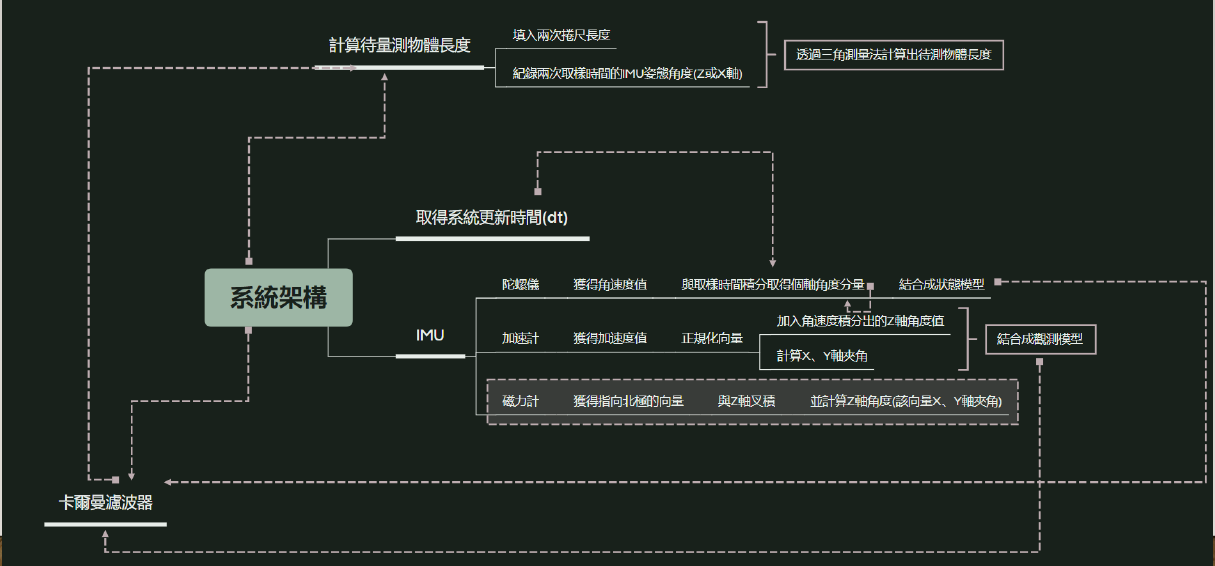 計算待量測物體長度
填入兩次捲尺長度
紀錄兩次取樣時間的IMU姿態角度(Z或X軸)
透過三角測量法計算出待測物體長度
取得系統更新時間(dt)
系統架構
IMU
陀螺儀
獲得角速度值
與取樣時間積分取得個軸角度分量
結合成狀態模型
加速計
獲得加速度值
正規化向量
加入角速度積分出的Z軸角度值
計算X、Y軸夾角
結合成觀測模型
磁力計
獲得指向北極的向量
與Z軸叉積
並計算Z軸角度(該向量X、Y軸夾角)
卡爾曼濾波器